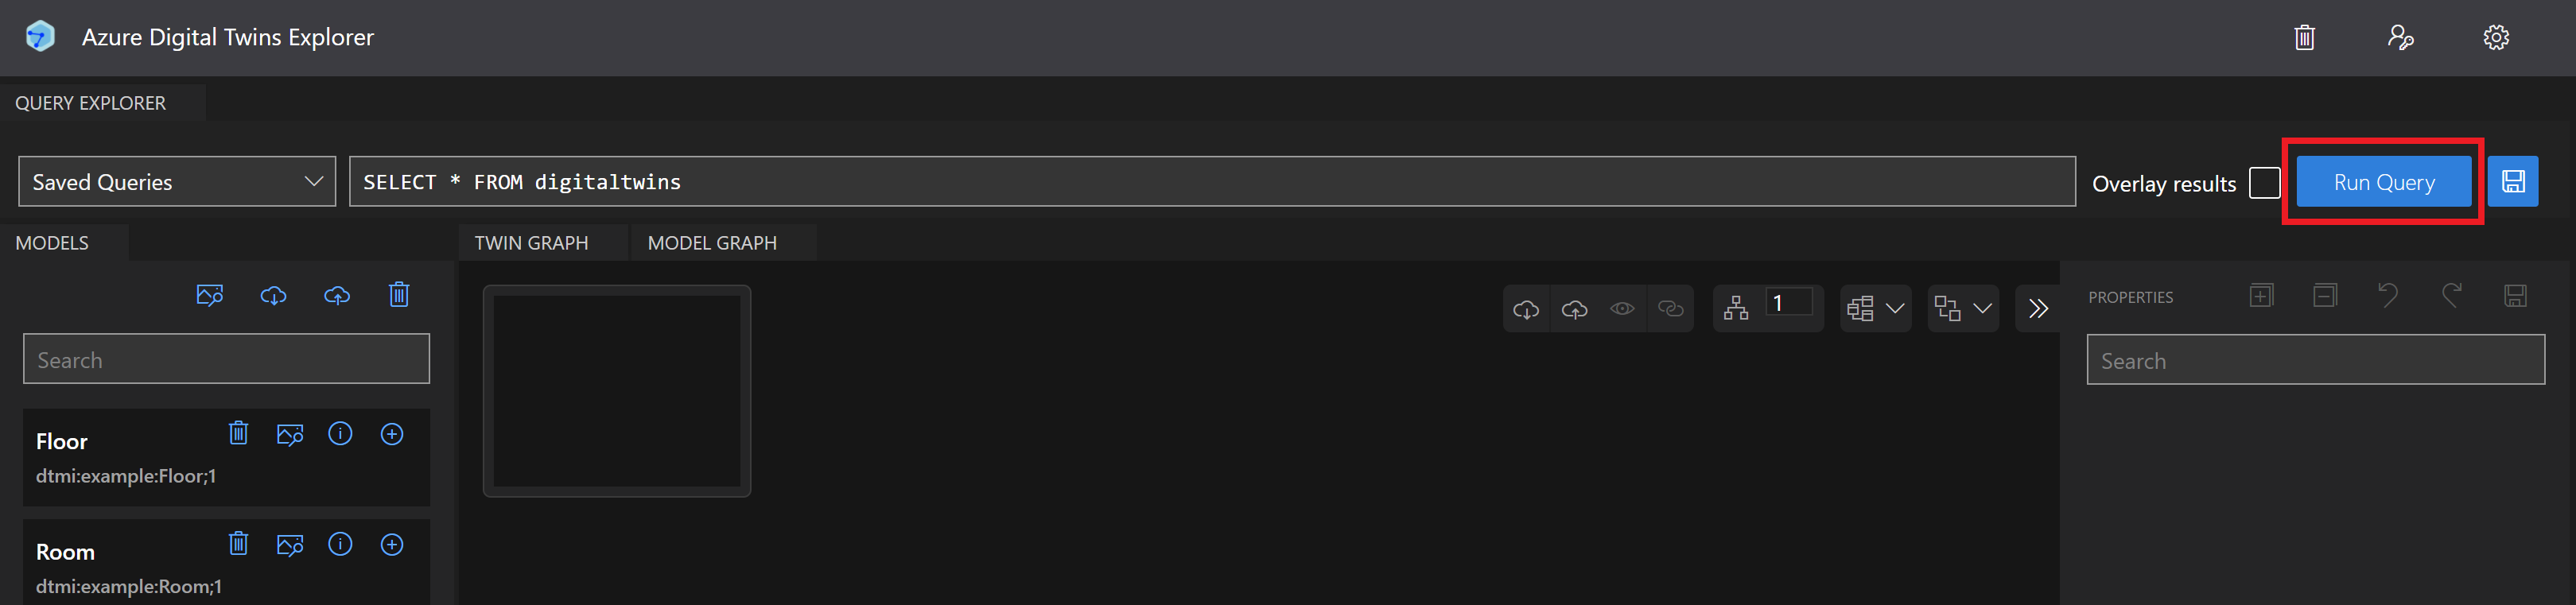 Azure Digital Twins Explorer
QUERY EXPLORER
Saved Queries
SELECT * FROM digitaltwins
Overlay results
Run Query
MODELS
TWIN GRAPH
MODEL GRAPH
1
PROPERTIES
Search
Search
Floor
dtmi:example:Floor;1
Room
dtmi:example:Room;1